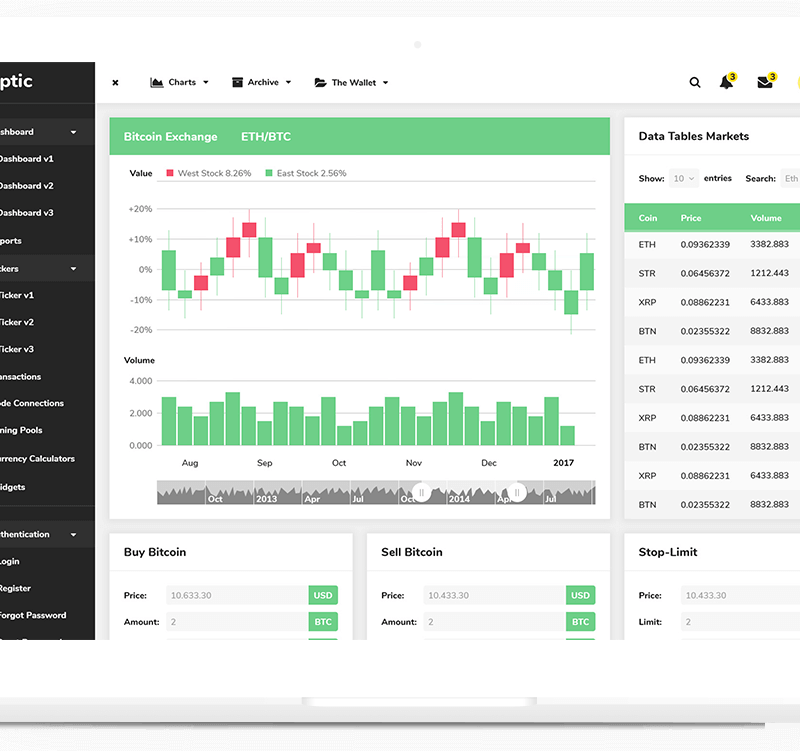 ptic
Charts
Archive
The Wallet
3
3
shboard
Dashboard v1
Dashboard v2
Dashboard v3
ports
kers
Ticker v1
Ticker v2
Ticker v3
ansactions
ode Connections
ning Pools
urrency Calculators
idgets
thentication
Login
Register
Forgot Password
Bitcoin Exchange ETH/BTC
Value West Stock 8.26% East Stock 2.56%
+20%
+10%
0%
-10%
-20%
Volume
4.000
2.000
0.000
Aug Sep Oct Nov Dec 2017
Oct 2013 Apr Jul Oct 2014 Ap Jul
Data Tables Markets
Show: 10 entries Search: Eth
Coin Price Volume
ETH 0.09362339 3382.883
STR 0.06456372 1212.443
XRP 0.08862231 6433.883
BTN 0.02355322 8832.883
ETH 0.09362339 3382.883
STR 0.06456372 1212.443
XRP 0.08862231 6433.883
BTN 0.02355322 8832.883
XRP 0.08862231 6433.883
BTN 0.02355322 8832.883
Buy Bitcoin
Price: 10.633.30 USD
Amount: 2 BTC
Sell Bitcoin
Price: 10.433.30 USD
Amount: 2 BTC
Stop-Limit
Price: 10.433.30
Limit: 2